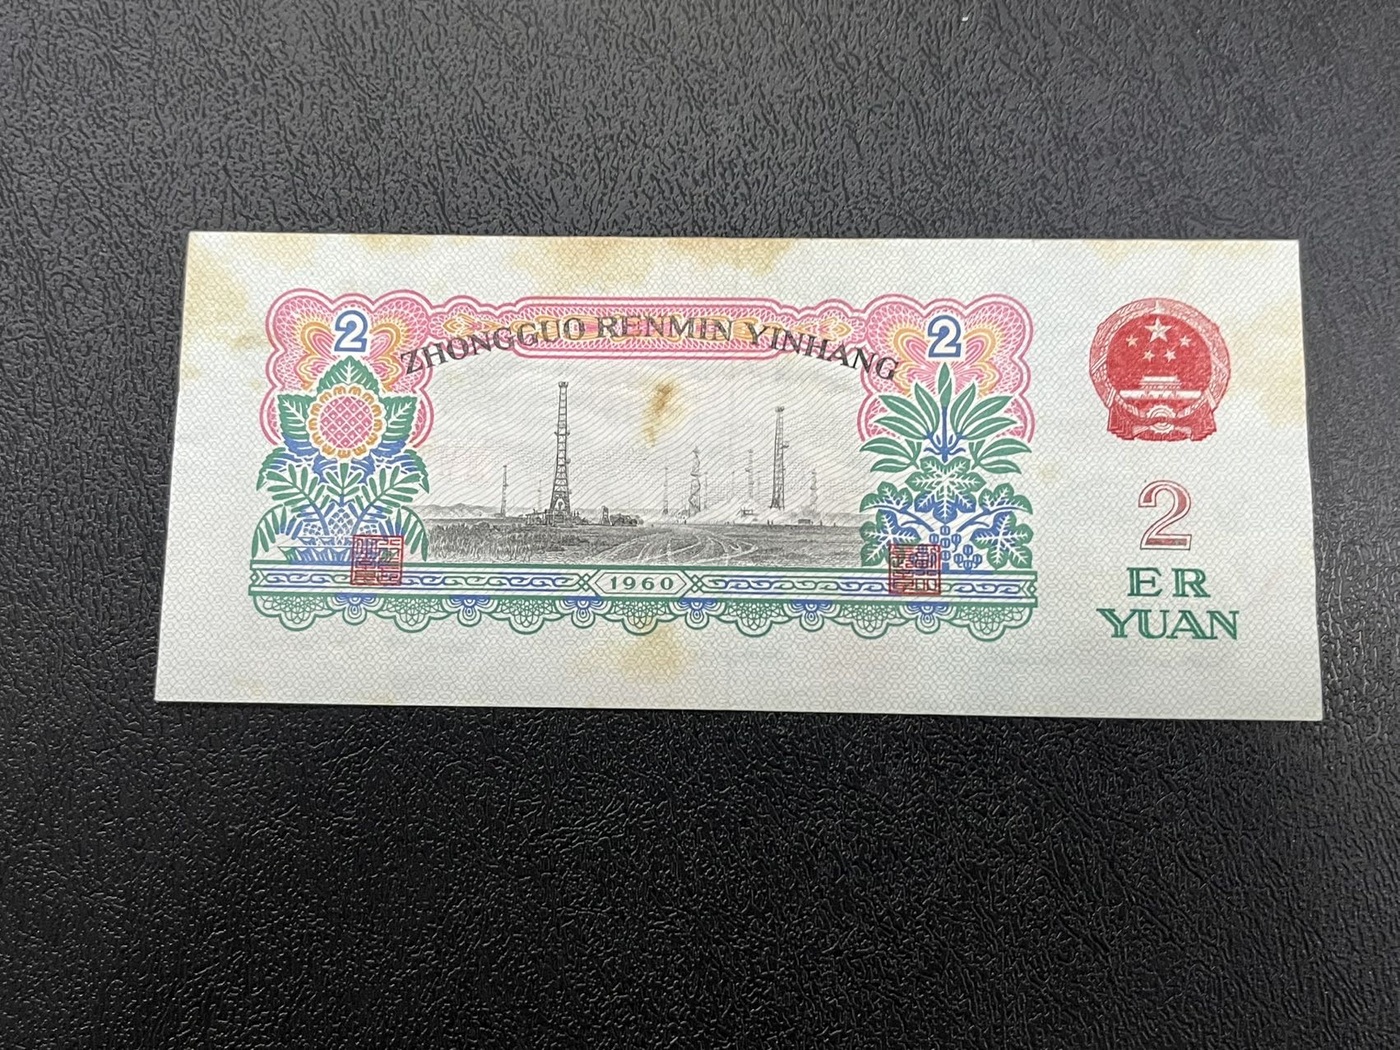 2
2
ZHONGGUO RENMIN YINHANG
1960
2
ER
YUAN